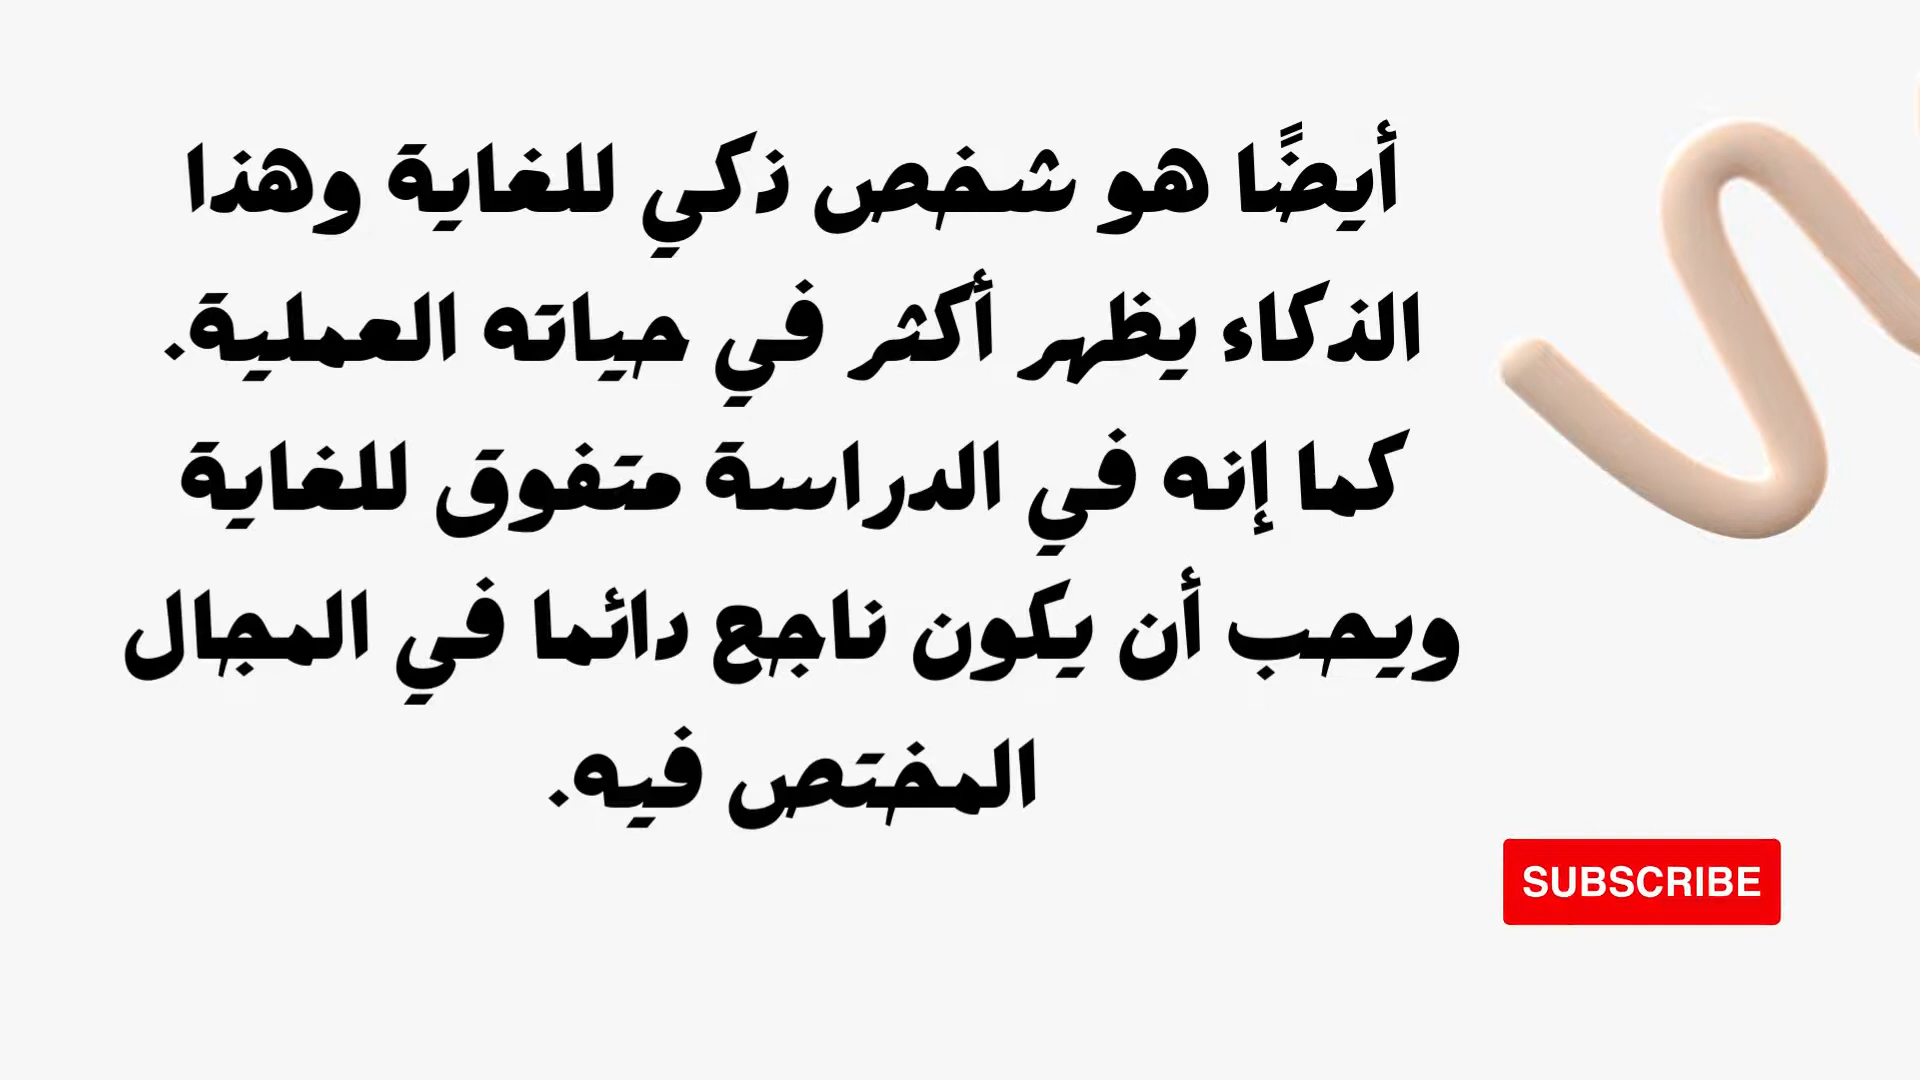 أيضًا هو شخص ذكي للغاية وهذا
الذكاء يظهر أكثر في حياته العملية.
كما إنه في الدراسة متفوق للغاية
ويحب أن يكون ناجع دائما في المجال
المختص فيه.
SUBSCRIBE